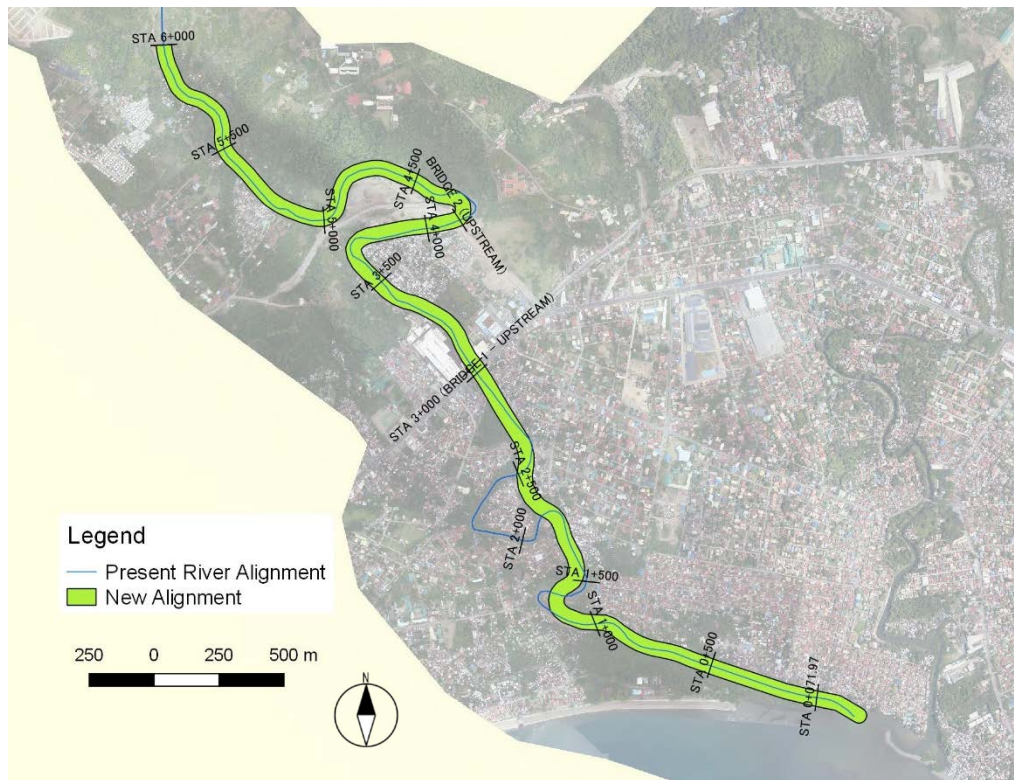 STA 6+000
STA 5+500
STA 0+000
STA 4+500
BRIDGE 2 (UPSTREAM)
STA 4+000
STA 3+500
STA 3+000 (BRIDGE 1 - UPSTREAM)
STA 2+500
STA 2+000
STA 1+500
STA 1+000
STA 0+500
STA 0+071.97
Legend
Present River Alignment
New Alignment
250 0 250 500 m
N